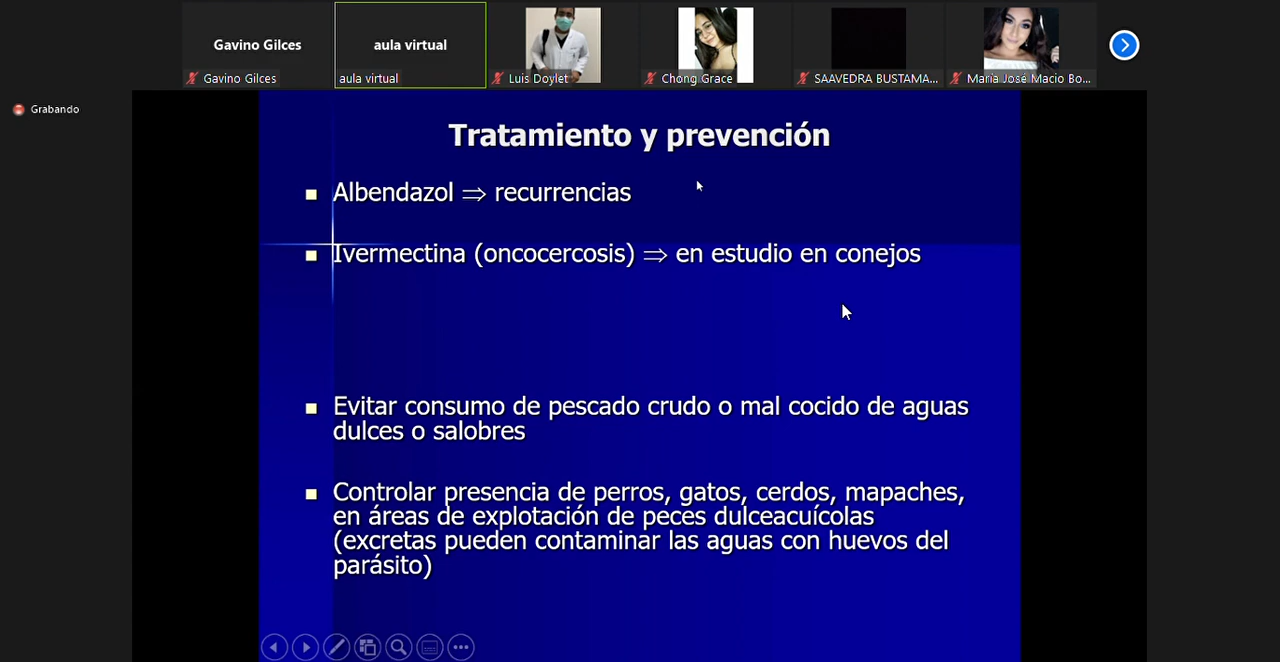 Gavino Gilces
aula virtual
Gavino Gilces
aula virtual
Luis Doylet
Chong Grace
SAAVEDRA BUSTAMA...
María José Macio Bo...
Grabando
Tratamiento y prevención
Albendazol ⇒ recurrencias
Ivermectina (oncocercosis) ⇒ en estudio en conejos
Evitar consumo de pescado crudo o mal cocido de aguas
dulces o salobres
Controlar presencia de perros, gatos, cerdos, mapaches,
en áreas de explotación de peces dulceacuícolas
(excretas pueden contaminar las aguas con huevos del
parásito)